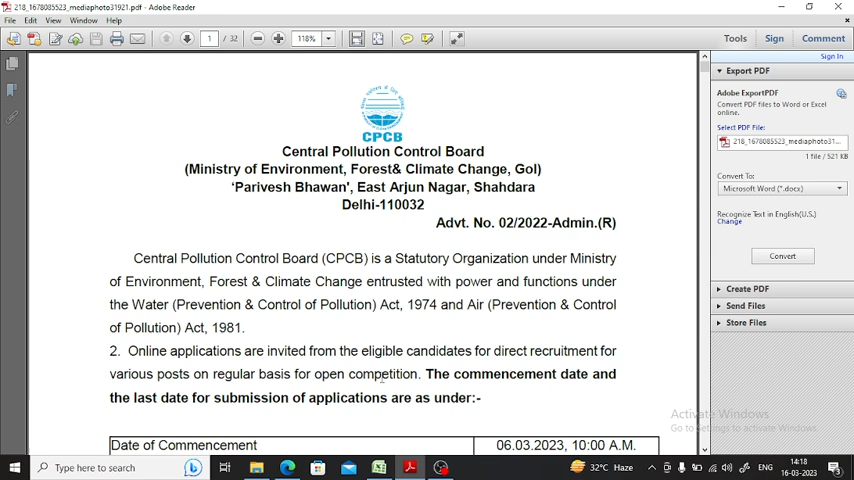 218_1678085523_mediaphoto31921.pdf - Adobe Reader
File Edit View Window Help
1 / 32 118% Tools Sign Comment
Sign In
Export PDF
Adobe ExportPDF
Convert PDF files to Word or Excel
online.
Select PDF File:
218_1678085523_mediaphoto31...
1 file / 521 KB
Convert To:
Microsoft Word (*.docx)
Recognize Text in English(U.S.)
Change
Convert
Create PDF
Send Files
Store Files
CPCB
Central Pollution Control Board
(Ministry of Environment, Forest& Climate Change, GoI)
‘Parivesh Bhawan', East Arjun Nagar, Shahdara
Delhi-110032
Advt. No. 02/2022-Admin.(R)
Central Pollution Control Board (CPCB) is a Statutory Organization under Ministry
of Environment, Forest & Climate Change entrusted with power and functions under
the Water (Prevention & Control of Pollution) Act, 1974 and Air (Prevention & Control
of Pollution) Act, 1981.
2. Online applications are invited from the eligible candidates for direct recruitment for
various posts on regular basis for open competition. The commencement date and
the last date for submission of applications are as under:-
Date of Commencement 06.03.2023, 10:00 A.M.
Activate Windows
Go to Settings to activate Windows.
Type here to search
32°C Haze
ENG
14:18
16-03-2023
3